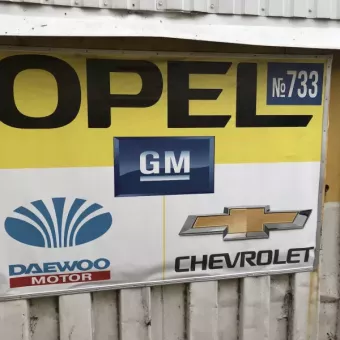 OPEL
№733
GM
DAEWOO
MOTOR
CHEVROLET